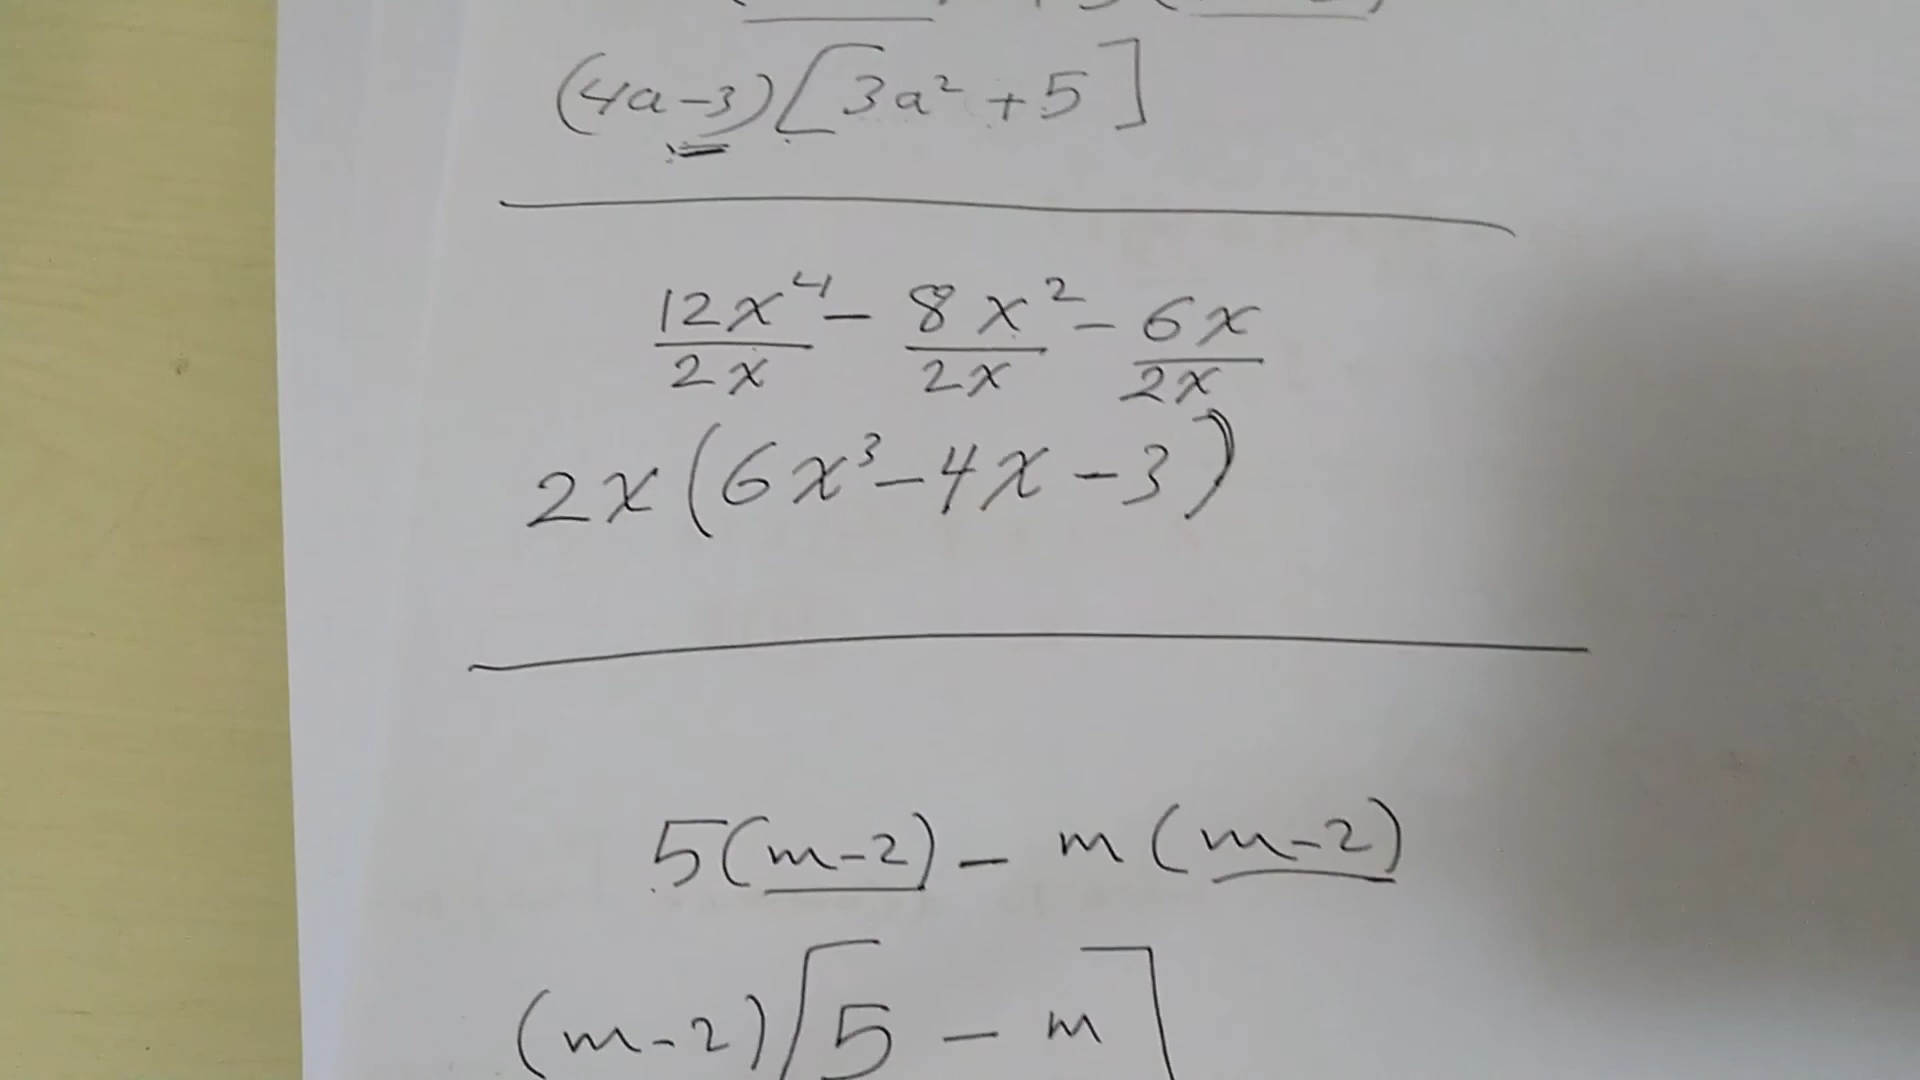 (4a-3)[3a²+5]
12x⁴ - 8x² - 6x
2x 2x 2x
2x(6x³-4x-3)
5(m-2) - m(m-2)
(m-2)[5 - m]